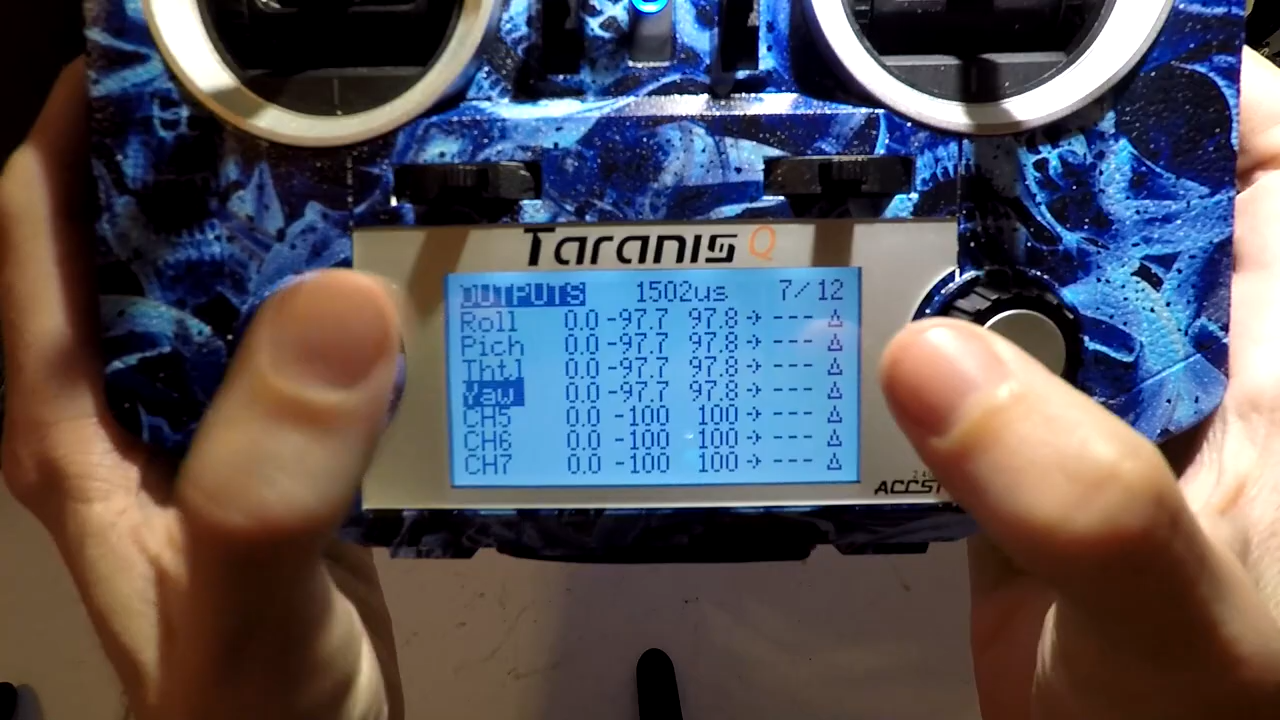 Taranis Q
OUTPUTS 1502us 7/12
Roll 0.0 -97.7 97.8 → --- Δ
Pich 0.0 -97.7 97.8 → --- Δ
Thtl 0.0 -97.7 97.8 → --- Δ
Yaw 0.0 -97.7 97.8 → --- Δ
CH5 0.0 -100 100 → --- Δ
CH6 0.0 -100 100 → --- Δ
CH7 0.0 -100 100 → --- Δ